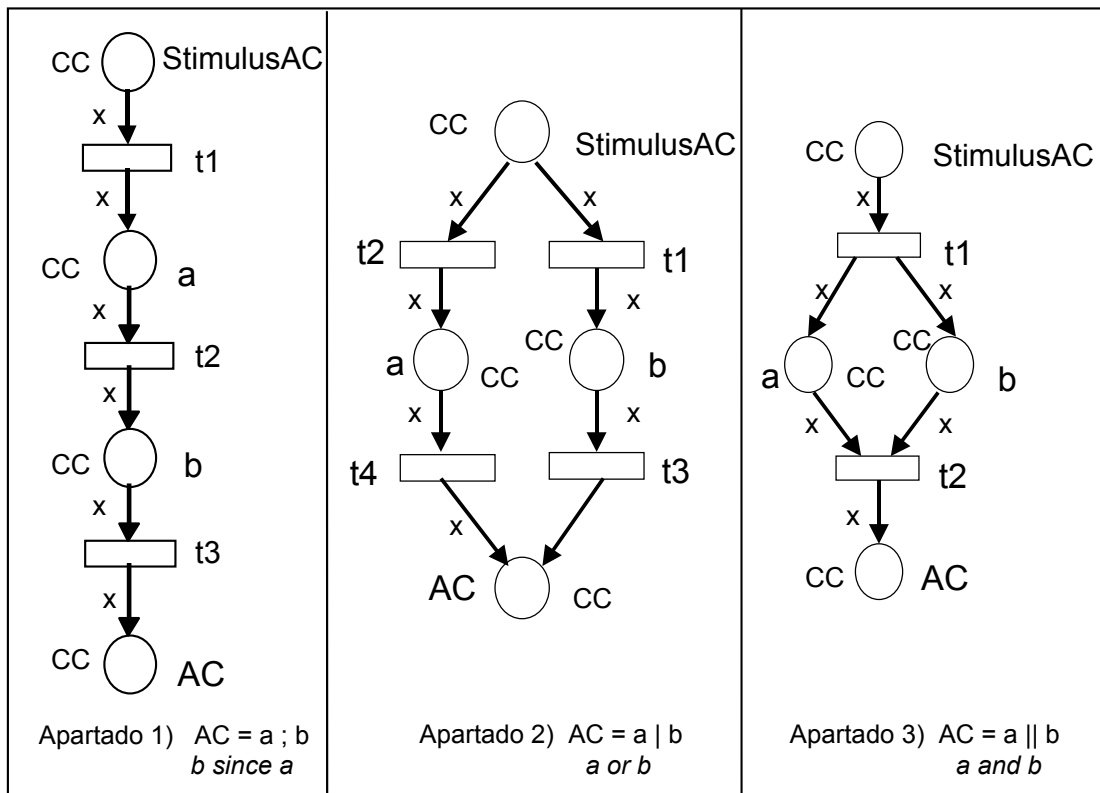 CC StimulusAC
x
t1
x
CC a
x
t2
x
CC b
x
t3
x
CC AC
Apartado 1) AC = a ; b
b since a
CC StimulusAC
x x
t2 t1
x x
a CC CC b
x x
t4 t3
x
AC CC
Apartado 2) AC = a | b
a or b
CC StimulusAC
x
t1
x x
a CC CC b
x x
t2
x
CC AC
Apartado 3) AC = a || b
a and b